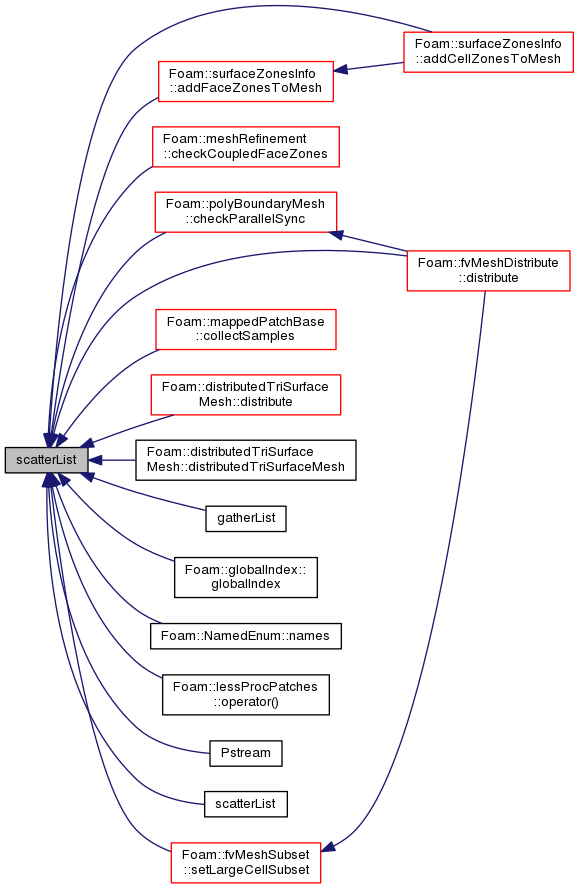 Foam::surfaceZonesInfo
::addCellZonesToMesh
Foam::surfaceZonesInfo
::addFaceZonesToMesh
Foam::meshRefinement
::checkCoupledFaceZones
Foam::polyBoundaryMesh
::checkParallelSync
Foam::fvMeshDistribute
::distribute
Foam::mappedPatchBase
::collectSamples
Foam::distributedTriSurface
Mesh::distribute
scatterList
Foam::distributedTriSurface
Mesh::distributedTriSurfaceMesh
gatherList
Foam::globalIndex::
globalIndex
Foam::NamedEnum::names
Foam::lessProcPatches
::operator()
Pstream
scatterList
Foam::fvMeshSubset
::setLargeCellSubset